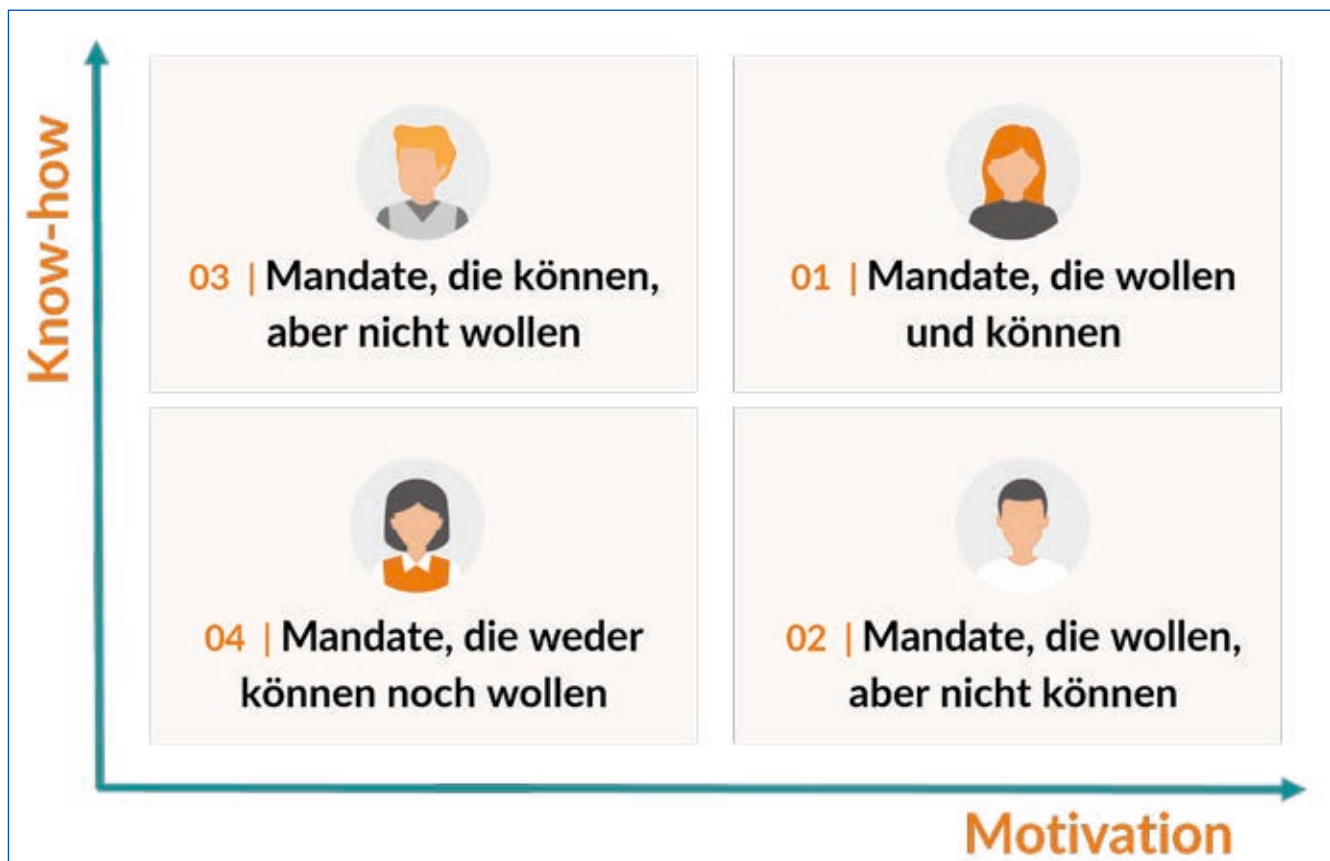 Know-how
03 | Mandate, die können,
aber nicht wollen
01 | Mandate, die wollen
und können
04 | Mandate, die weder
können noch wollen
02 | Mandate, die wollen,
aber nicht können
Motivation